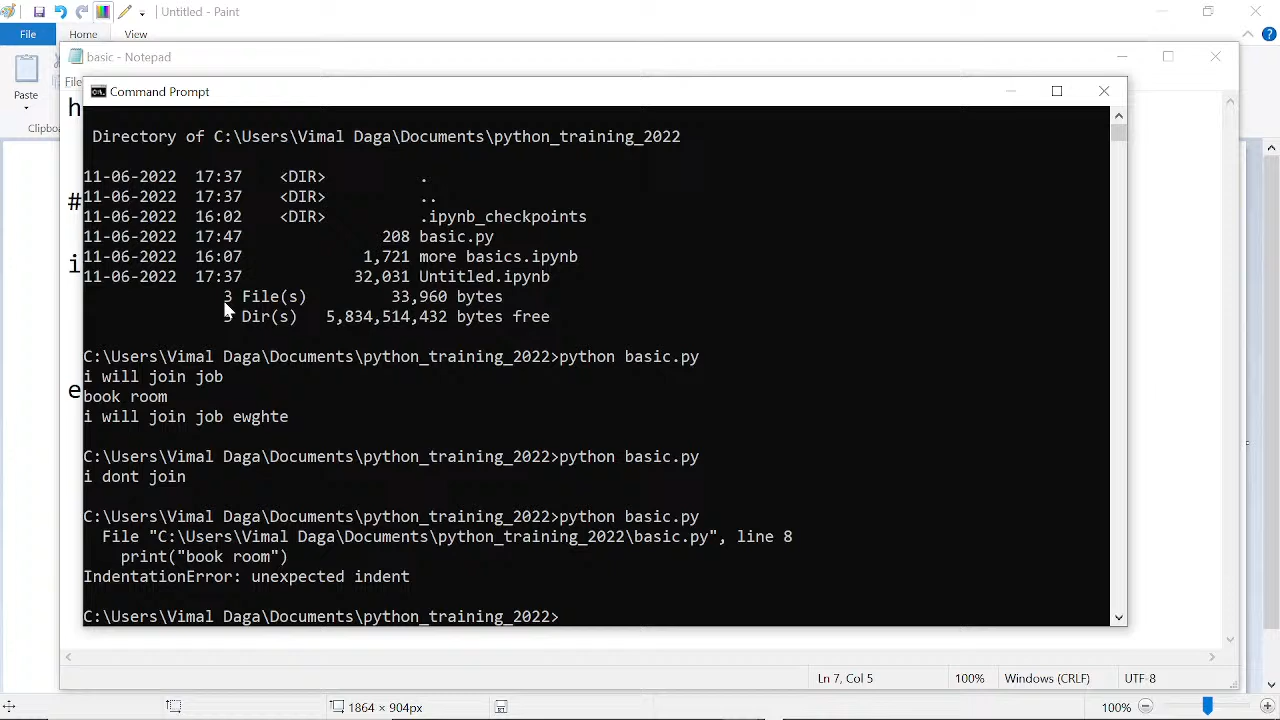 Untitled - Paint
File Home View
basic - Notepad
Paste
File
Command Prompt
h
Clipboa
Directory of C:\Users\Vimal Daga\Documents\python_training_2022
11-06-2022 17:37 <DIR> .
11-06-2022 17:37 <DIR> ..
#
11-06-2022 16:02 <DIR> .ipynb_checkpoints
11-06-2022 17:47 208 basic.py
11-06-2022 16:07 1,721 more basics.ipynb
i
11-06-2022 17:37 32,031 Untitled.ipynb
3 File(s) 33,960 bytes
3 Dir(s) 5,834,514,432 bytes free
C:\Users\Vimal Daga\Documents\python_training_2022>python basic.py
i will join job
e
book room
i will join job ewghte
C:\Users\Vimal Daga\Documents\python_training_2022>python basic.py
i dont join
C:\Users\Vimal Daga\Documents\python_training_2022>python basic.py
File "C:\Users\Vimal Daga\Documents\python_training_2022\basic.py", line 8
print("book room")
IndentationError: unexpected indent
C:\Users\Vimal Daga\Documents\python_training_2022>
Ln 7, Col 5 100% Windows (CRLF) UTF-8
1864 × 904px 100%